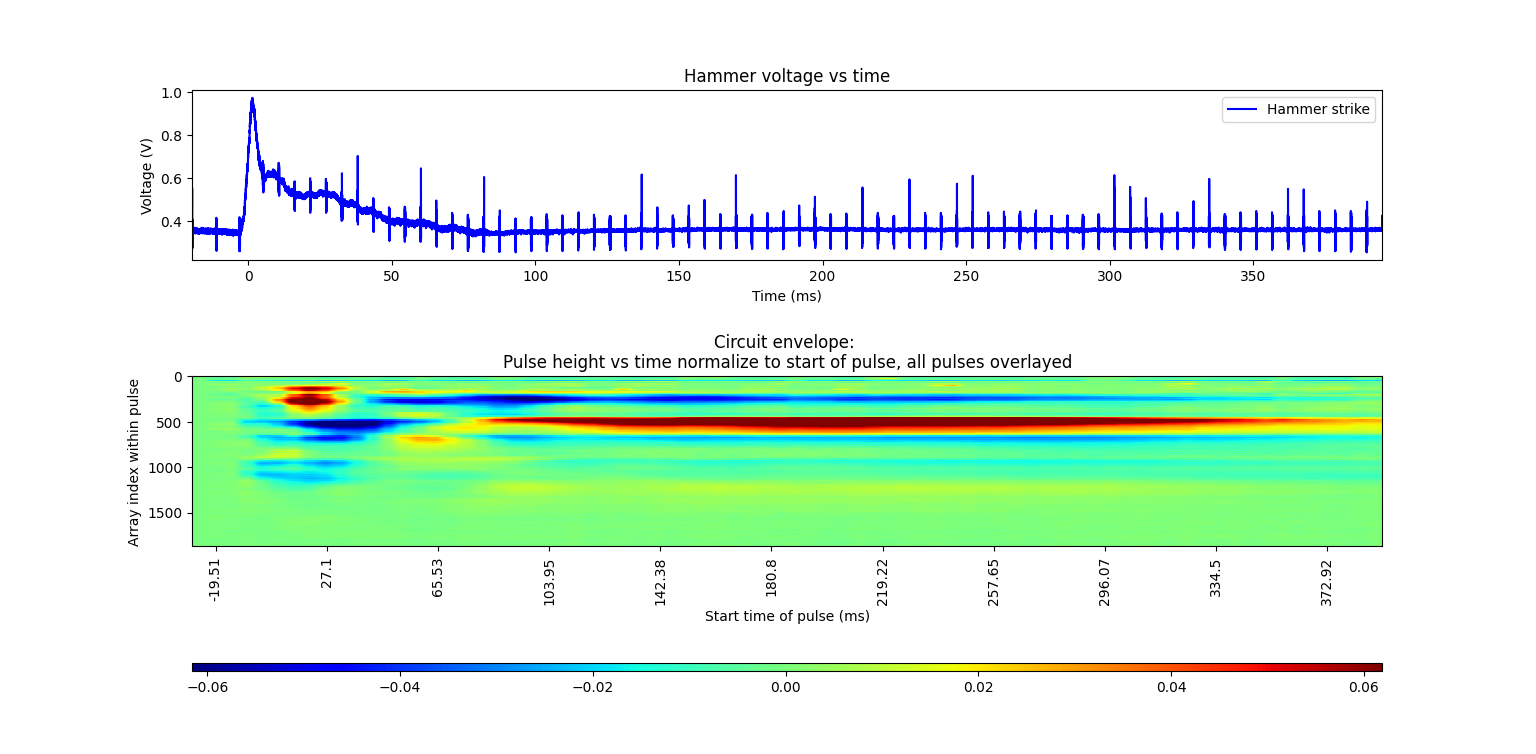 Hammer voltage vs time
1.0
0.8
0.6
0.4
Voltage (V)
Hammer strike
0 50 100 150 200 250 300 350
Time (ms)
Circuit envelope:
Pulse height vs time normalize to start of pulse, all pulses overlayed
0
500
1000
1500
Array index within pulse
-19.51 27.1 65.53 103.95 142.38 180.8 219.22 257.65 296.07 334.5 372.92
Start time of pulse (ms)
−0.06 −0.04 −0.02 0.00 0.02 0.04 0.06